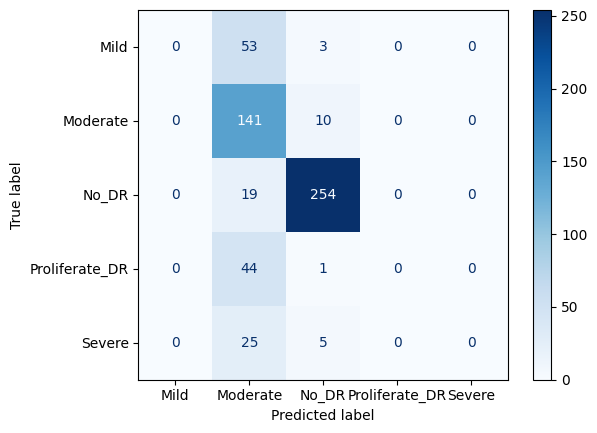 Mild 0 53 3 0 0
Moderate 0 141 10 0 0
No_DR 0 19 254 0 0
Proliferate_DR 0 44 1 0 0
Severe 0 25 5 0 0
Mild Moderate No_DR Proliferate_DR Severe
Predicted label
True label
250
200
150
100
50
0